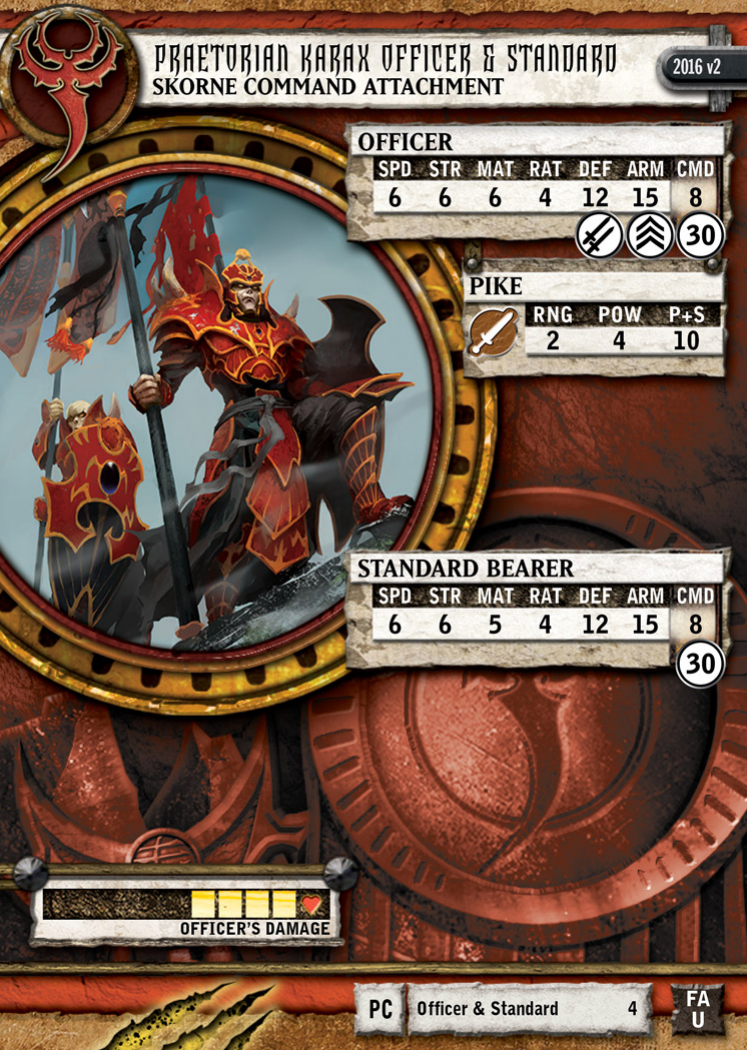 PRAETORIAN KARAX OFFICER & STANDARD
SKORNE COMMAND ATTACHMENT
2016 v2
OFFICER
SPD STR MAT RAT DEF ARM CMD
6 6 6 4 12 15 8
30
PIKE
RNG POW P+S
2 4 10
STANDARD BEARER
SPD STR MAT RAT DEF ARM CMD
6 6 5 4 12 15 8
30
OFFICER'S DAMAGE
PC Officer & Standard 4
FA
U